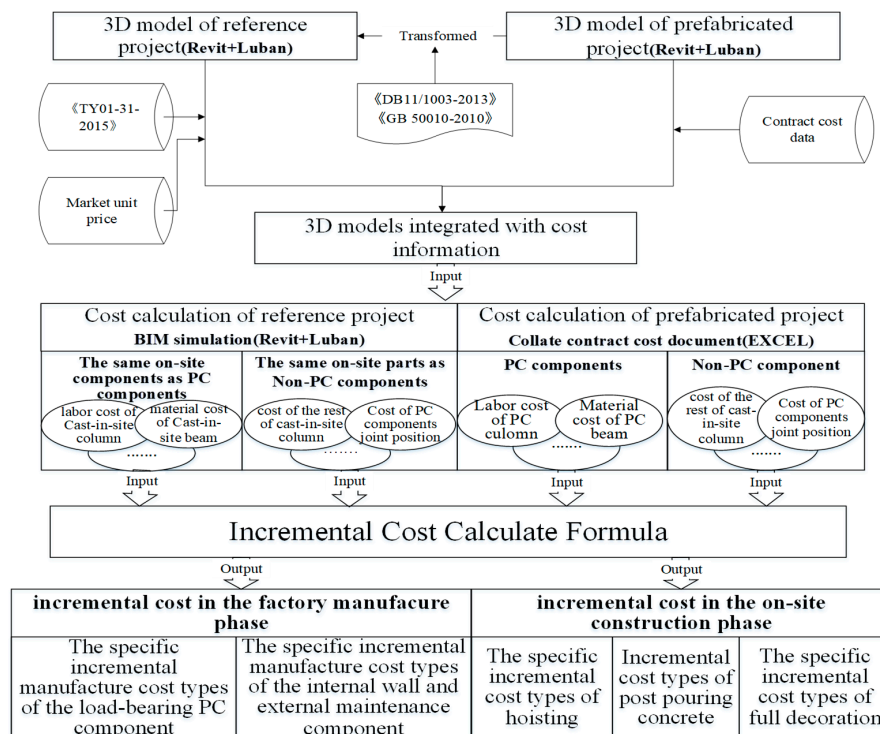 3D model of reference
project(Revit+Luban)
Transformed
3D model of prefabricated
project(Revit+Luban)
《TY01-31-
2015》
《DB11/1003-2013》
《GB 50010-2010》
Contract cost
data
Market unit
price
3D models integrated with cost
information
Input
Cost calculation of reference project
BIM simulation(Revit+Luban)
Cost calculation of prefabricated project
Collate contract cost document(EXCEL)
The same on-site
components as PC
components
labor cost of
Cast-in-site
column
material cost
of Cast-in-
site beam
.......
The same on-site parts as
Non-PC components
cost of the rest
of cast-in-site
column
Cost of PC
components
joint position
.......
PC components
Labor cost
of PC
culomn
Material
cost of PC
beam
.......
Non-PC component
cost of the
rest of cast-
in-site
column
Cost of PC
components
joint position
.......
Input
Input
Input
Input
Incremental Cost Calculate Formula
Output
Output
incremental cost in the factory manufacure
phase
incremental cost in the on-site
construction phase
The specific
incremental
manufacture cost types
of the load-bearing PC
component
The specific incremental
manufacture cost types
of the internal wall and
external maintenance
component
The specific
incremental
cost types of
hoisting
Incremental
cost types of
post pouring
concrete
The specific
incremental
cost types of
full decoration